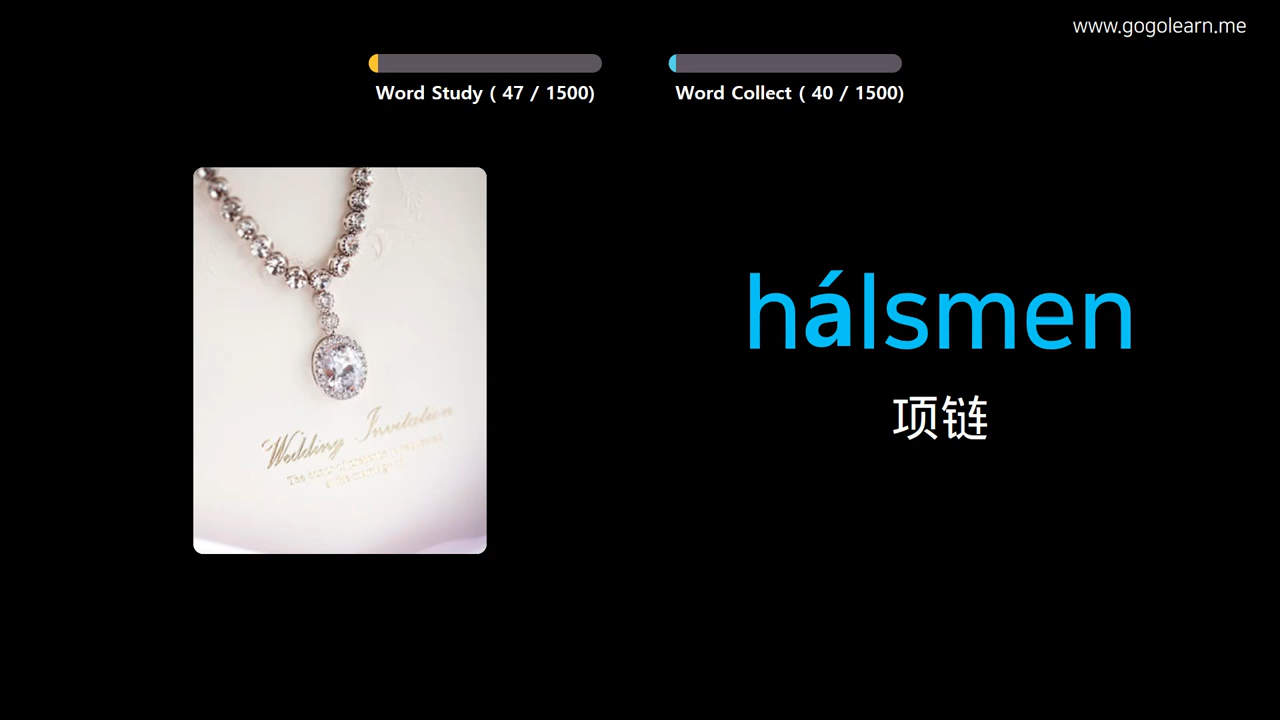 www.gogolearn.me
Word Study ( 47 / 1500)
Word Collect ( 40 / 1500)
hálsmen
项链
Wedding Invitation